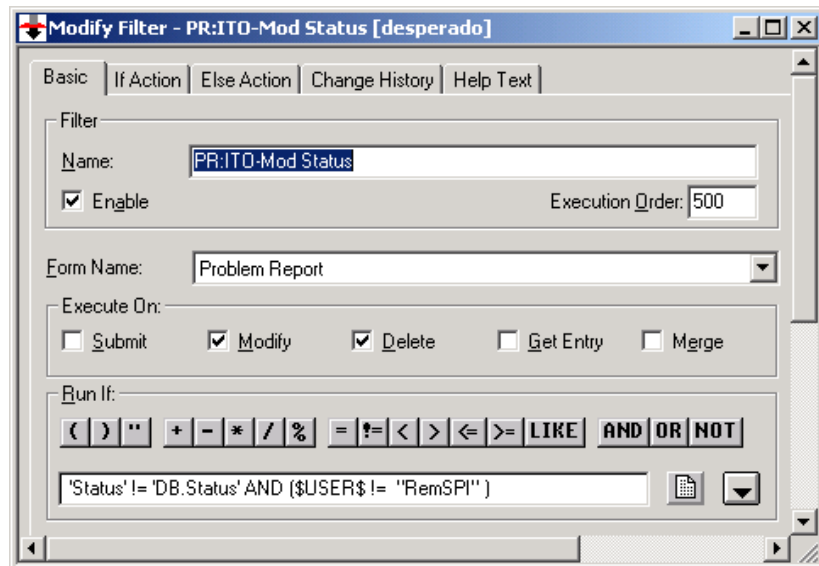 Modify Filter - PR:ITO-Mod Status [desperado]
Basic If Action Else Action Change History Help Text
Filter
Name: PR:ITO-Mod Status
Enable Execution Order: 500
Form Name: Problem Report
Execute On:
Submit Modify Delete Get Entry Merge
Run If:
( ) " + - * / % = != < > <= >= LIKE AND OR NOT
'Status' != 'DB.Status' AND ($USER$ != "RemSPI" )